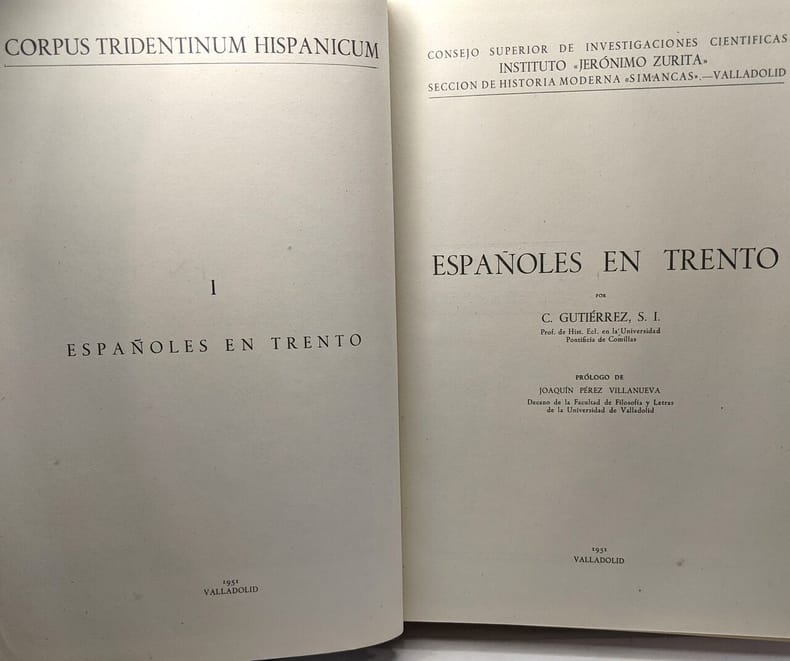 CORPUS TRIDENTINUM HISPANICUM
I
ESPAÑOLES EN TRENTO
1951
VALLADOLID
CONSEJO SUPERIOR DE INVESTIGACIONES CIENTIFICAS
INSTITUTO «JERÓNIMO ZURITA»
SECCION DE HISTORIA MODERNA «SIMANCAS».—VALLADOLID
ESPAÑOLES EN TRENTO
POR
C. GUTIÉRREZ, S. I.
Prof. de Hist. Ecl. en la Universidad
Pontificia de Comillas
PRÓLOGO DE
JOAQUÍN PÉREZ VILLANUEVA
Decano de la Facultad de Filosofía y Letras
de la Universidad de Valladolid
1951
VALLADOLID